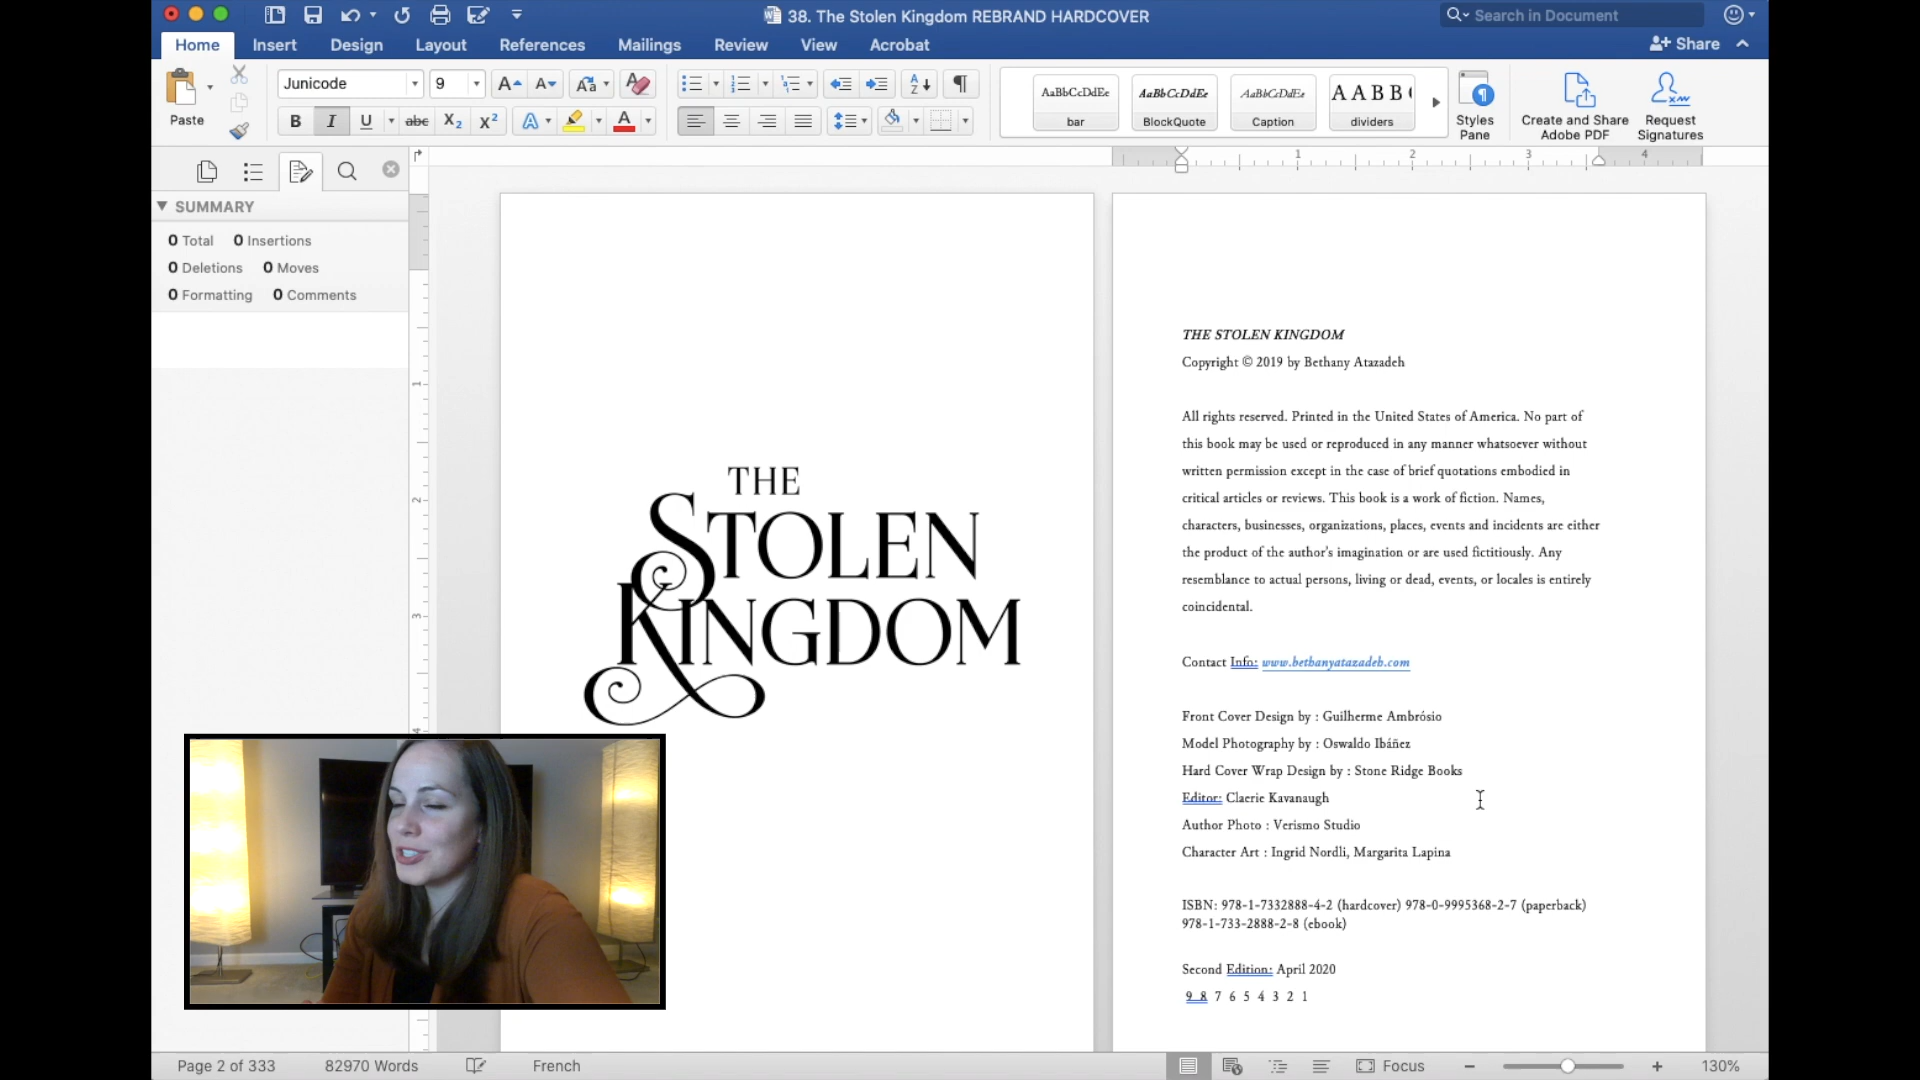 38. The Stolen Kingdom REBRAND HARDCOVER
Search in Document
Home Insert Design Layout References Mailings Review View Acrobat
Share
Paste
Junicode 9
B I U abc X2 X2
AaBbCcDdEe AaBbCcDdEe AaBbCcDdEe AABB
bar BlockQuote Caption dividers
Styles Pane
Create and Share Adobe PDF
Request Signatures
SUMMARY
0 Total 0 Insertions
0 Deletions 0 Moves
0 Formatting 0 Comments
1 2 3 4
1
2
3
THE
STOLEN
KINGDOM
THE STOLEN KINGDOM
Copyright © 2019 by Bethany Atazadeh
All rights reserved. Printed in the United States of America. No part of
this book may be used or reproduced in any manner whatsoever without
written permission except in the case of brief quotations embodied in
critical articles or reviews. This book is a work of fiction. Names,
characters, businesses, organizations, places, events and incidents are either
the product of the author's imagination or are used fictitiously. Any
resemblance to actual persons, living or dead, events, or locales is entirely
coincidental.
Contact Info: www.bethanyatazadeh.com
Front Cover Design by : Guilherme Ambrósio
Model Photography by : Oswaldo Ibáñez
Hard Cover Wrap Design by : Stone Ridge Books
Editor: Claerie Kavanaugh
Author Photo : Verismo Studio
Character Art : Ingrid Nordli, Margarita Lapina
ISBN: 978-1-7332888-4-2 (hardcover) 978-0-9995368-2-7 (paperback)
978-1-733-2888-2-8 (ebook)
Second Edition: April 2020
9 8 7 6 5 4 3 2 1
Page 2 of 333 82970 Words French Focus 130%